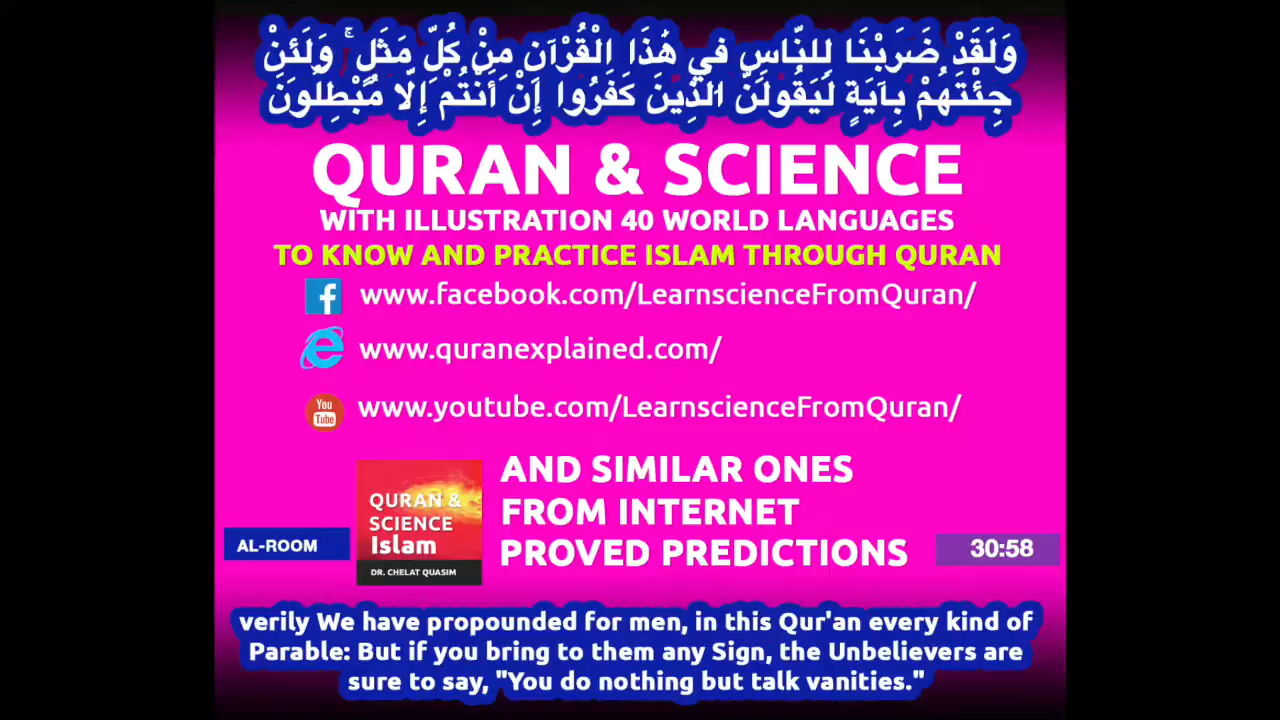 وَلَقَدْ ضَرَبْنَا لِلنَّاسِ فِي هَٰذَا الْقُرْآنِ مِنْ كُلِّ مَثَلٍ ۚ وَلَئِنْ
جِئْتَهُمْ بِآيَةٍ لَيَقُولَنَّ الَّذِينَ كَفَرُوا إِنْ أَنْتُمْ إِلَّا مُبْطِلُونَ
QURAN & SCIENCE
WITH ILLUSTRATION 40 WORLD LANGUAGES
TO KNOW AND PRACTICE ISLAM THROUGH QURAN
f www.facebook.com/LearnscienceFromQuran/
www.quranexplained.com/
You
Tube
www.youtube.com/LearnscienceFromQuran/
AND SIMILAR ONES
FROM INTERNET
PROVED PREDICTIONS
QURAN &
SCIENCE
Islam
DR. CHELAT QUASIM
AL-ROOM
30:58
verily We have propounded for men, in this Qur'an every kind of
Parable: But if you bring to them any Sign, the Unbelievers are
sure to say, "You do nothing but talk vanities."